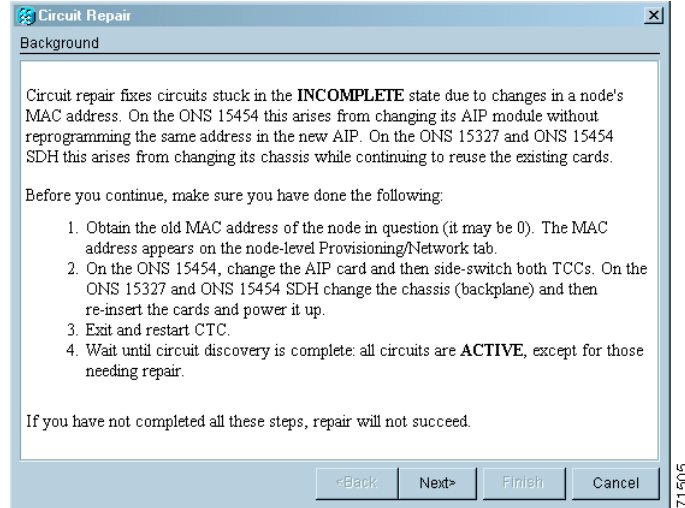 Circuit Repair
Background
Circuit repair fixes circuits stuck in the INCOMPLETE state due to changes in a node's
MAC address. On the ONS 15454 this arises from changing its AIP module without
reprogramming the same address in the new AIP. On the ONS 15327 and ONS 15454
SDH this arises from changing its chassis while continuing to reuse the existing cards.
Before you continue, make sure you have done the following:
1. Obtain the old MAC address of the node in question (it may be 0). The MAC
address appears on the node-level Provisioning/Network tab.
2. On the ONS 15454, change the AIP card and then side-switch both TCCs. On the
ONS 15327 and ONS 15454 SDH change the chassis (backplane) and then
re-insert the cards and power it up.
3. Exit and restart CTC.
4. Wait until circuit discovery is complete: all circuits are ACTIVE, except for those
needing repair.
If you have not completed all these steps, repair will not succeed.
<Back Next> Finish Cancel
71505